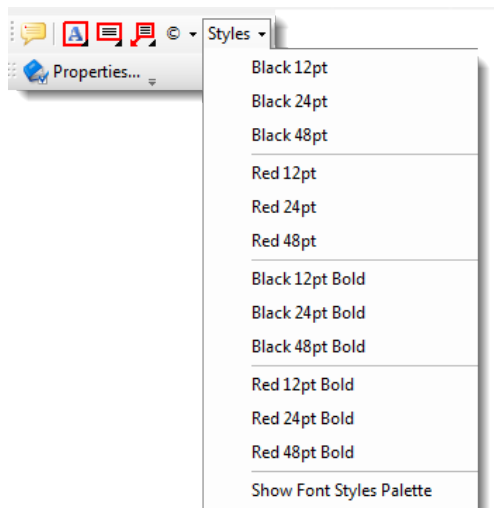 A © Styles
Properties...
Black 12pt
Black 24pt
Black 48pt
Red 12pt
Red 24pt
Red 48pt
Black 12pt Bold
Black 24pt Bold
Black 48pt Bold
Red 12pt Bold
Red 24pt Bold
Red 48pt Bold
Show Font Styles Palette